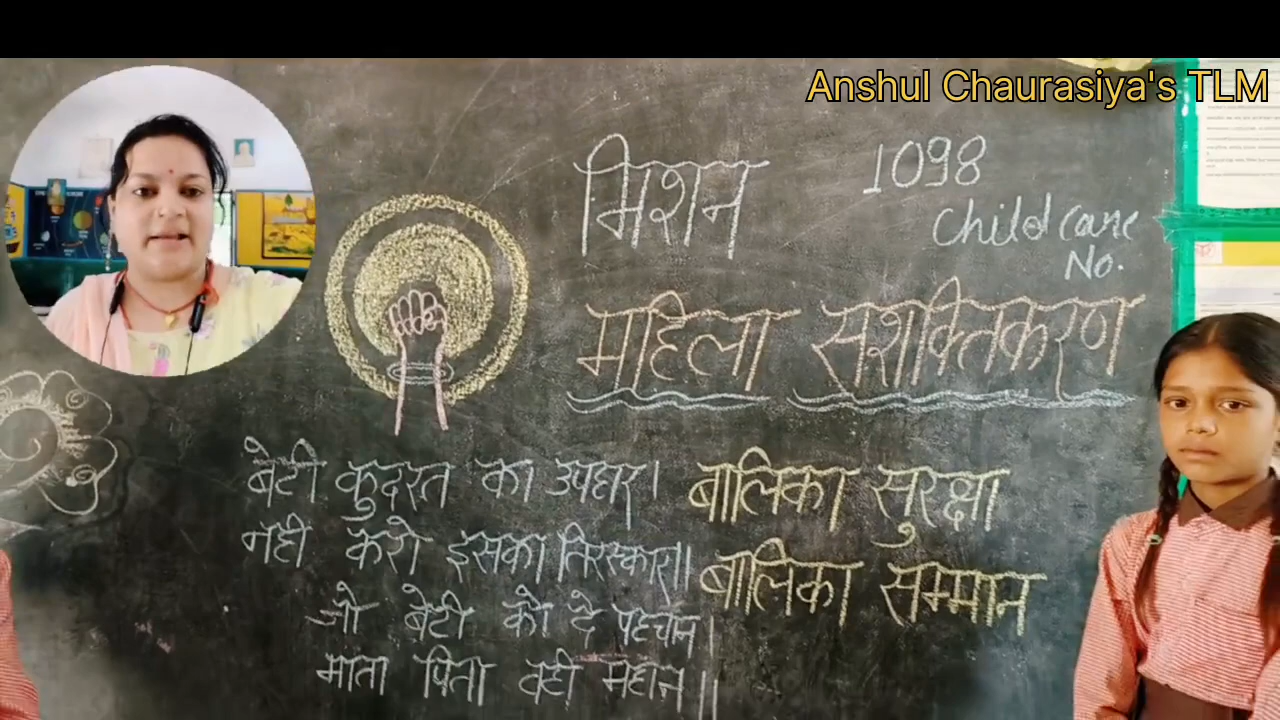 Anshul Chaurasiya's TLM
मिशन
1098
Child care
No.
महिला सशक्तिकरण
बेटी कुदरत का उपहार।
नही करो इसका तिरस्कार॥
जो बेटी को दे पहचान।
माता पिता वही महान॥
बालिका सुरक्षा
बालिका सम्मान